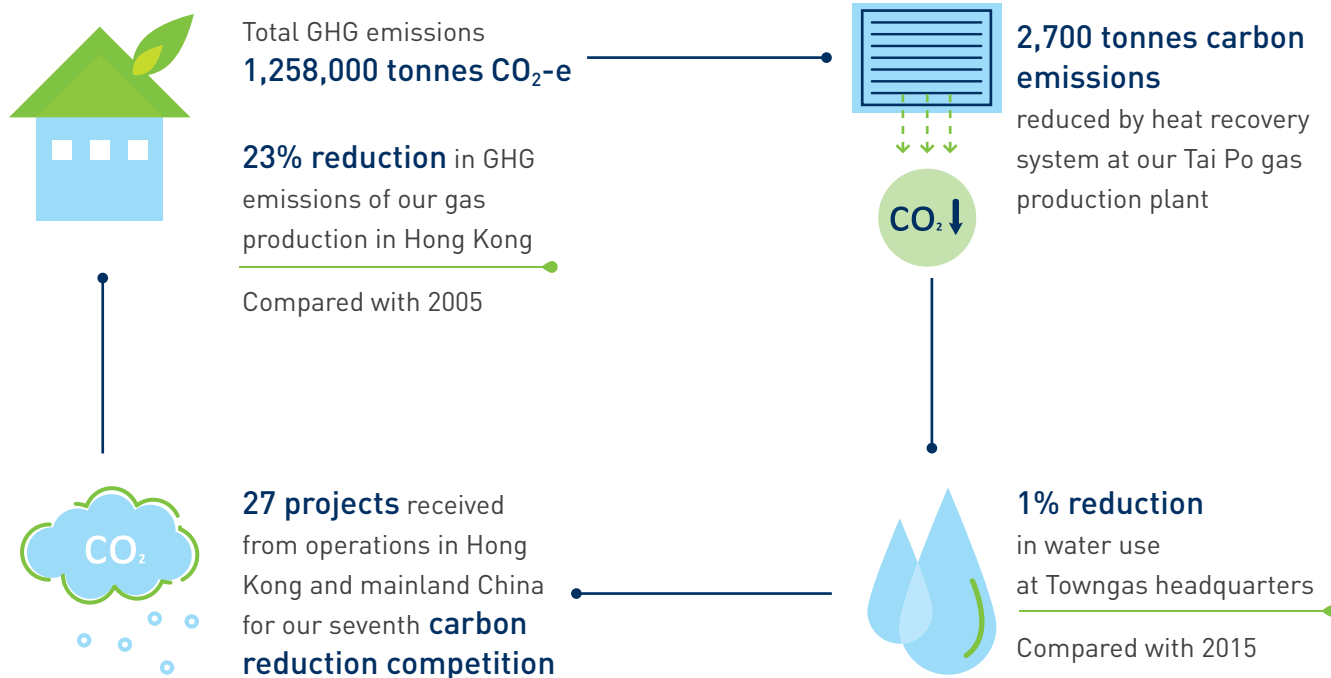 Total GHG emissions
1,258,000 tonnes CO₂-e
23% reduction in GHG
emissions of our gas
production in Hong Kong
Compared with 2005
2,700 tonnes carbon
emissions
reduced by heat recovery
system at our Tai Po gas
production plant
CO₂
CO₂
27 projects received
from operations in Hong
Kong and mainland China
for our seventh carbon
reduction competition
1% reduction
in water use
at Towngas headquarters
Compared with 2015